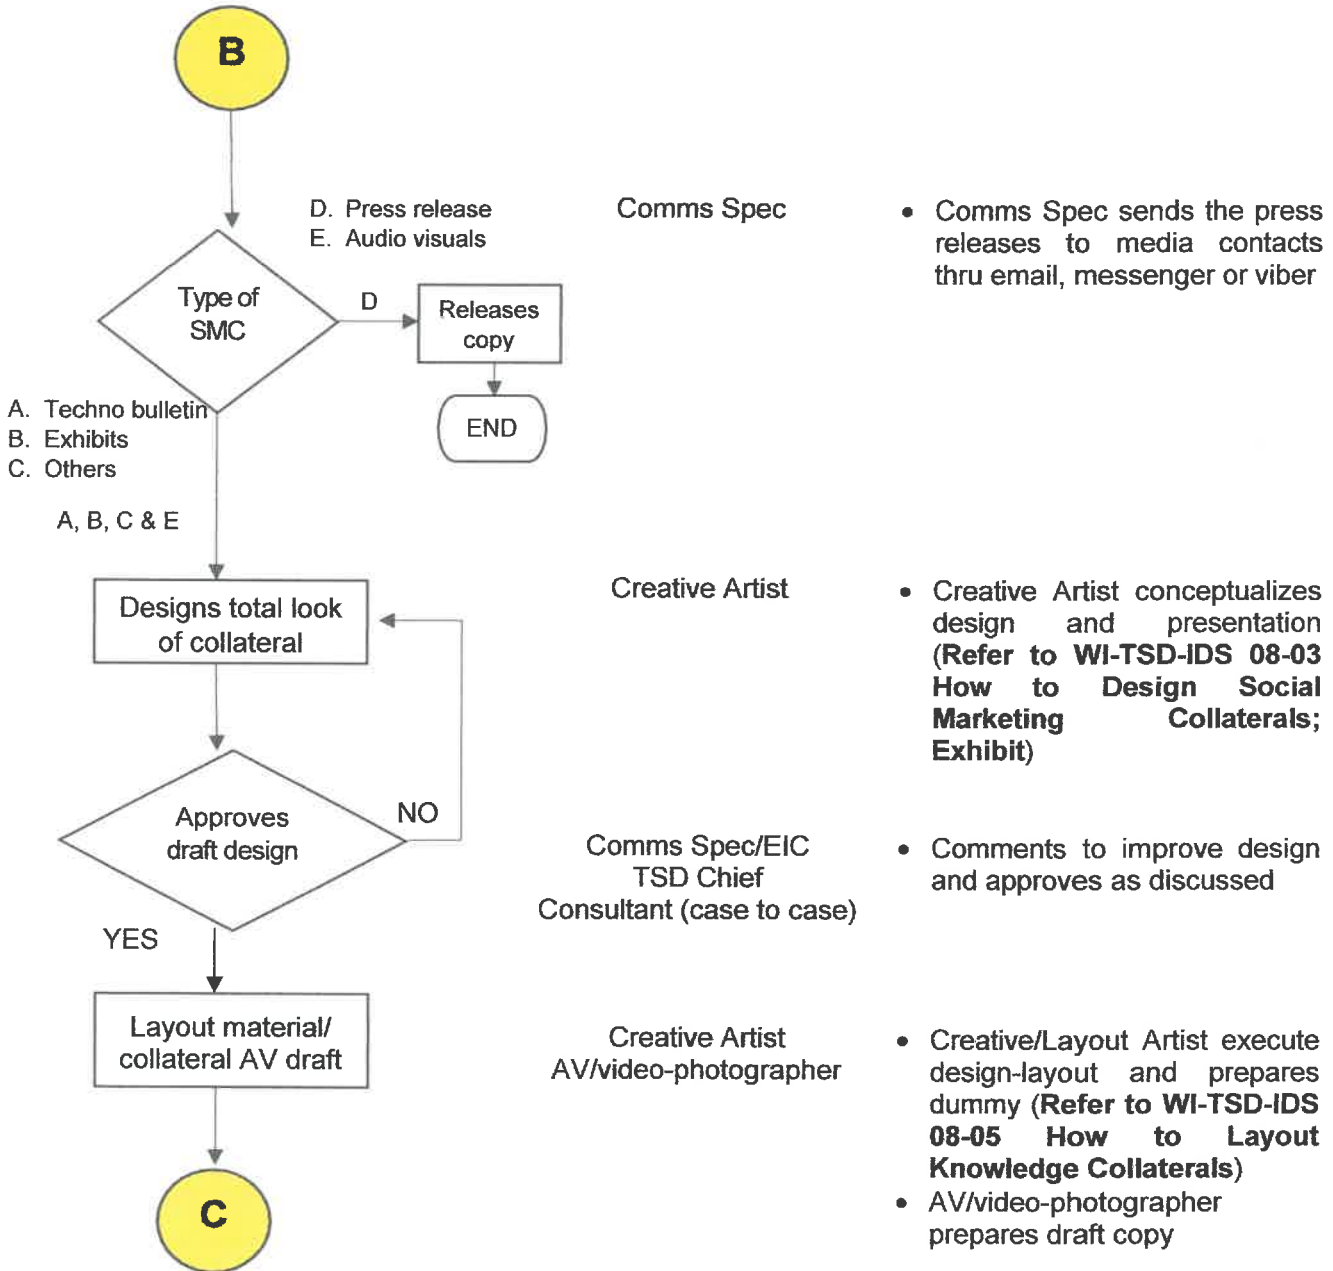 B
D. Press release
E. Audio visuals
Comms Spec
• Comms Spec sends the press
releases to media contacts
thru email, messenger or viber
Type of
SMC
D
Releases
copy
END
A. Techno bulletin
B. Exhibits
C. Others
A, B, C & E
Designs total look
of collateral
Creative Artist
• Creative Artist conceptualizes
design and presentation
(Refer to WI-TSD-IDS 08-03
How to Design Social
Marketing Collaterals;
Exhibit)
Approves
draft design
NO
YES
Comms Spec/EIC
TSD Chief
Consultant (case to case)
• Comments to improve design
and approves as discussed
Layout material/
collateral AV draft
Creative Artist
AV/video-photographer
• Creative/Layout Artist execute
design-layout and prepares
dummy (Refer to WI-TSD-IDS
08-05 How to Layout
Knowledge Collaterals)
• AV/video-photographer
prepares draft copy
C